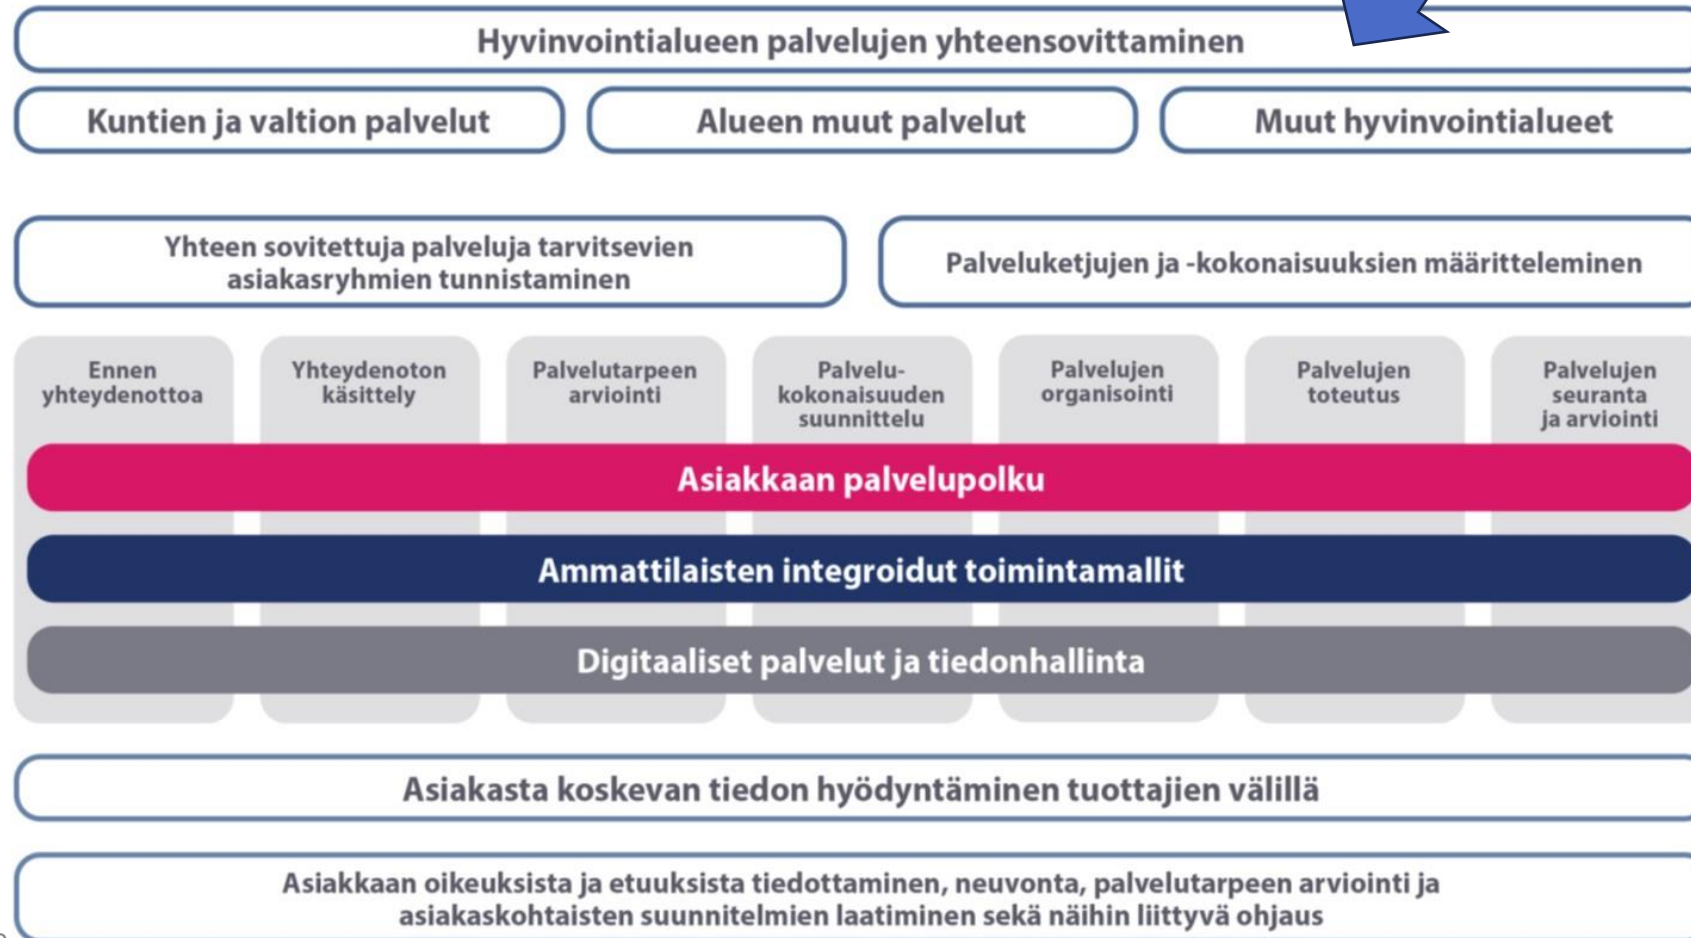 Hyvinvointialueen palvelujen yhteensovittaminen
Kuntien ja valtion palvelut
Alueen muut palvelut
Muut hyvinvointialueet
Yhteen sovitettuja palveluja tarvitsevien
asiakasryhmien tunnistaminen
Palveluketjujen ja -kokonaisuuksien määritteleminen
Ennen
yhteydenottoa
Yhteydenoton
käsittely
Palvelutarpeen
arviointi
Palvelu-
kokonaisuuden
suunnittelu
Palvelujen
organisointi
Palvelujen
toteutus
Palvelujen
seuranta
ja arviointi
Asiakkaan palvelupolku
Ammattilaisten integroidut toimintamallit
Digitaaliset palvelut ja tiedonhallinta
Asiakasta koskevan tiedon hyödyntäminen tuottajien välillä
Asiakkaan oikeuksista ja etuuksista tiedottaminen, neuvonta, palvelutarpeen arviointi ja
asiakaskohtaisten suunnitelmien laatiminen sekä näihin liittyvä ohjaus